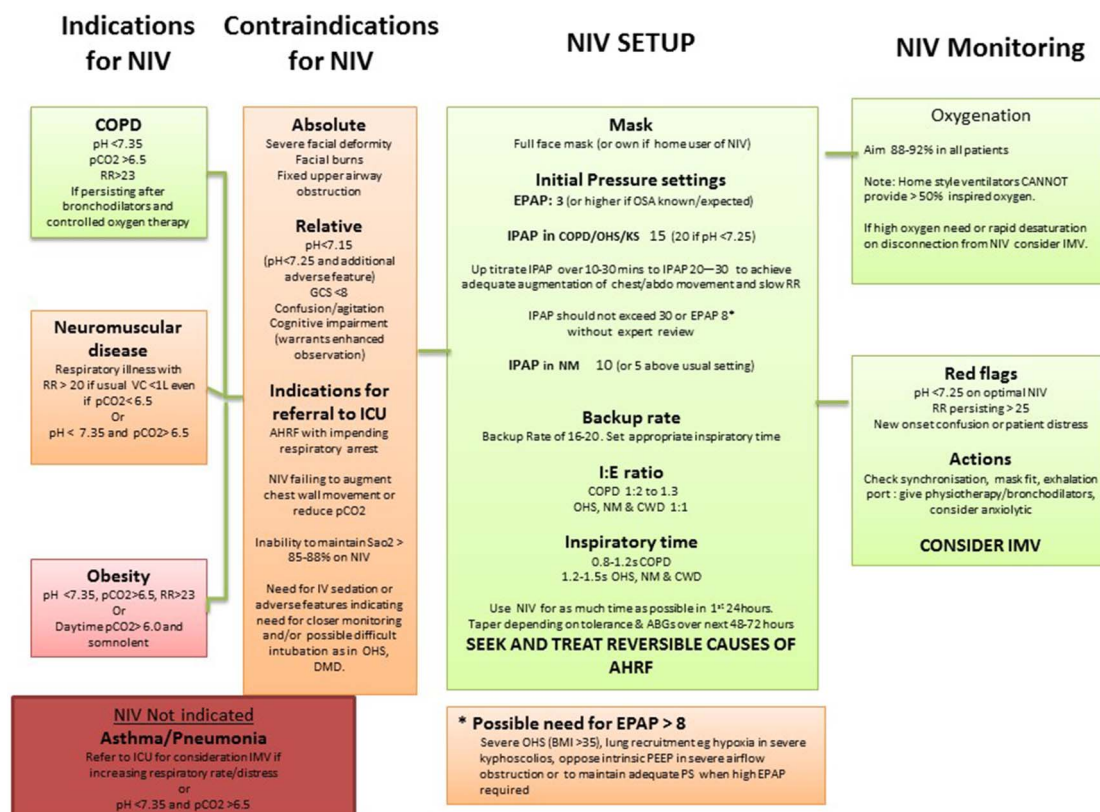 Indications
for NIV
COPD
pH <7.35
pCO2 >6.5
RR>23
If persisting after
bronchodilators and
controlled oxygen therapy
Neuromuscular
disease
Respiratory illness with
RR > 20 if usual VC <1L even
if pCO2< 6.5
Or
pH < 7.35 and pCO2> 6.5
Obesity
pH <7.35, pCO2>6.5, RR>23
Or
Daytime pCO2> 6.0 and
somnolent
NIV Not indicated
Asthma/Pneumonia
Refer to ICU for consideration IMV if
increasing respiratory rate/distress
or
pH <7.35 and pCO2 >6.5
Contraindications
for NIV
Absolute
Severe facial deformity
Facial burns
Fixed upper airway
obstruction
Relative
pH<7.15
(pH<7.25 and additional
adverse feature)
GCS <8
Confusion/agitation
Cognitive impairment
(warrants enhanced
observation)
Indications for
referral to ICU
AHRF with impending
respiratory arrest
NIV failing to augment
chest wall movement or
reduce pCO2
Inability to maintain Sao2 >
85-88% on NIV
Need for IV sedation or
adverse features indicating
need for closer monitoring
and/or possible difficult
intubation as in OHS,
DMD.
NIV SETUP
Mask
Full face mask (or own if home user of NIV)
Initial Pressure settings
EPAP: 3 (or higher if OSA known/expected)
IPAP in COPD/OHS/KS 15 (20 if pH <7.25)
Up titrate IPAP over 10-30 mins to IPAP 20—30 to achieve
adequate augmentation of chest/abdo movement and slow RR
IPAP should not exceed 30 or EPAP 8*
without expert review
IPAP in NM 10 (or 5 above usual setting)
Backup rate
Backup Rate of 16-20. Set appropriate inspiratory time
I:E ratio
COPD 1:2 to 1.3
OHS, NM & CWD 1:1
Inspiratory time
0.8-1.2s COPD
1.2-1.5s OHS, NM & CWD
Use NIV for as much time as possible in 1st 24hours.
Taper depending on tolerance & ABGs over next 48-72 hours
SEEK AND TREAT REVERSIBLE CAUSES OF
AHRF
* Possible need for EPAP > 8
Severe OHS (BMI >35), lung recruitment eg hypoxia in severe
kyphoscolios, oppose intrinsic PEEP in severe airflow
obstruction or to maintain adequate PS when high EPAP
required
NIV Monitoring
Oxygenation
Aim 88-92% in all patients
Note: Home style ventilators CANNOT
provide > 50% inspired oxygen.
If high oxygen need or rapid desaturation
on disconnection from NIV consider IMV.
Red flags
pH <7.25 on optimal NIV
RR persisting > 25
New onset confusion or patient distress
Actions
Check synchronisation, mask fit, exhalation
port : give physiotherapy/bronchodilators,
consider anxiolytic
CONSIDER IMV